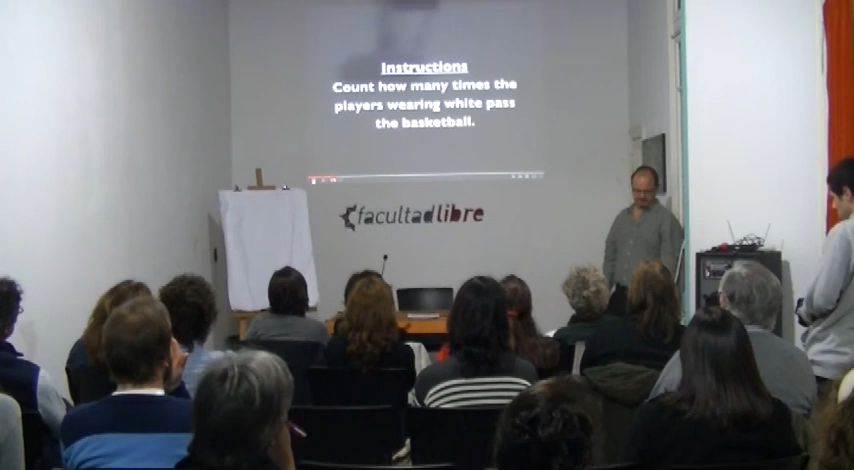 Instructions
Count how many times the
players wearing white pass
the basketball.
facultadlibre